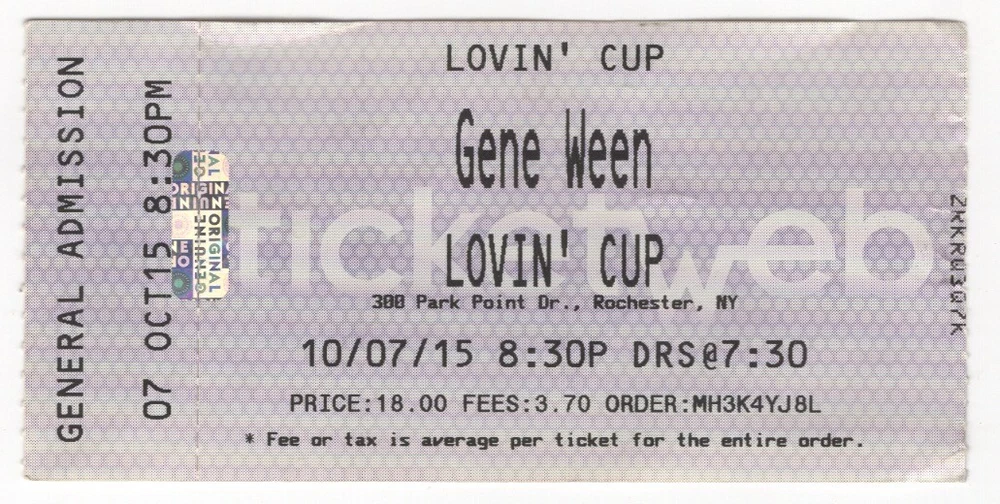 GENERAL ADMISSION
07 OCT15 8:30PM
LOVIN' CUP
Gene Ween
ticketweb
LOVIN' CUP
300 Park Point Dr., Rochester, NY
10/07/15 8:30P DRS@7:30
PRICE:18.00 FEES:3.70 ORDER:MH3K4YJ8L
* Fee or tax is average per ticket for the entire order.
ORIGINAL
GENUINE